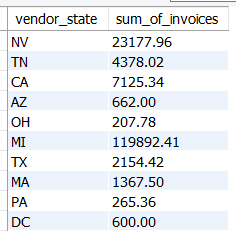 vendor_state sum_of_invoices
NV 23177.96
TN 4378.02
CA 7125.34
AZ 662.00
OH 207.78
MI 119892.41
TX 2154.42
MA 1367.50
PA 265.36
DC 600.00